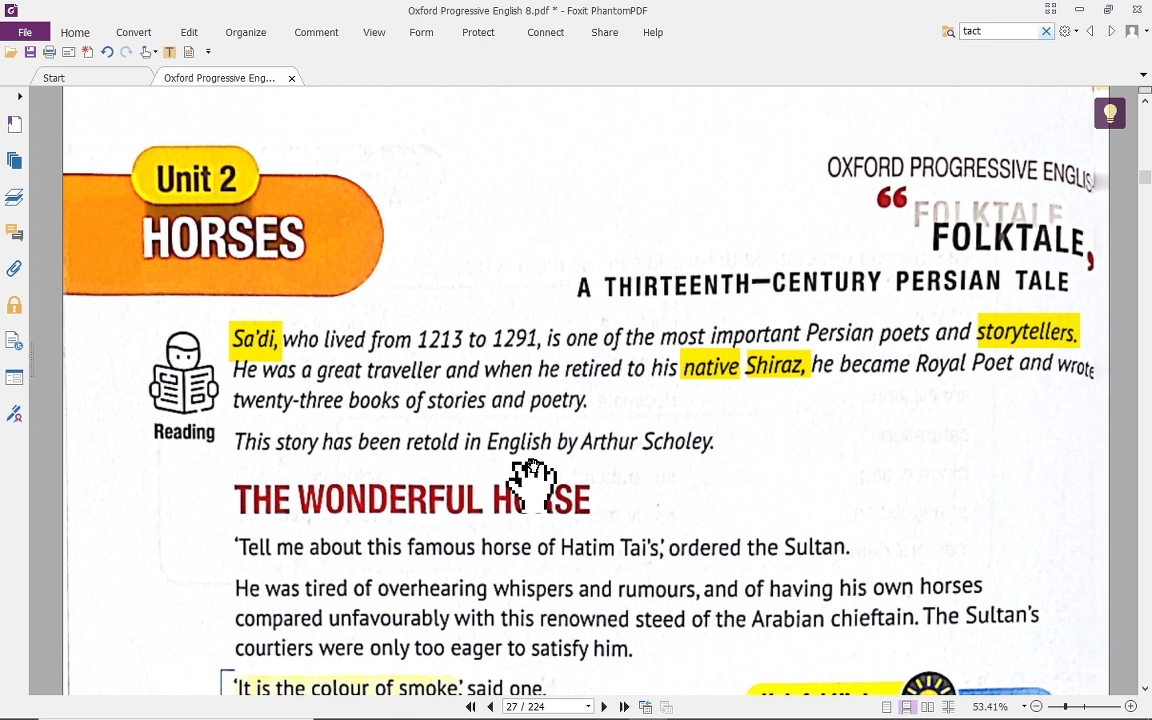 Oxford Progressive English 8.pdf * - Foxit PhantomPDF
File Home Convert Edit Organize Comment View Form Protect Connect Share Help
tact
Start
Oxford Progressive Eng...
Unit 2
HORSES
OXFORD PROGRESSIVE ENGLIS
“ FOLKTALE
FOLKTALE,
A THIRTEENTH–CENTURY PERSIAN TALE
Sa’di, who lived from 1213 to 1291, is one of the most important Persian poets and storytellers.
He was a great traveller and when he retired to his native Shiraz, he became Royal Poet and wrote
twenty-three books of stories and poetry.
Reading
This story has been retold in English by Arthur Scholey.
THE WONDERFUL HORSE
‘Tell me about this famous horse of Hatim Tai’s,’ ordered the Sultan.
He was tired of overhearing whispers and rumours, and of having his own horses
compared unfavourably with this renowned steed of the Arabian chieftain. The Sultan’s
courtiers were only too eager to satisfy him.
‘It is the colour of smoke,’ said one.
27 / 224
53.41%